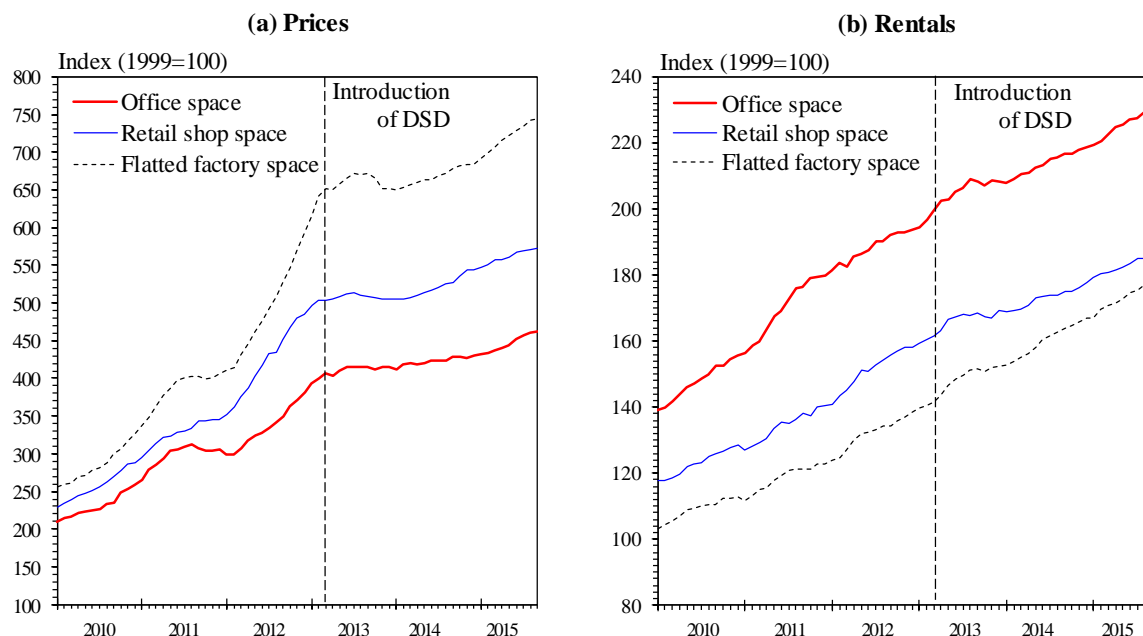 (a) Prices
Index (1999=100)
800
750
700
650
600
550
500
450
400
350
300
250
200
150
100
Office space
Retail shop space
Flatted factory space
Introduction
of DSD
2010 2011 2012 2013 2014 2015
(b) Rentals
Index (1999=100)
240
220
200
180
160
140
120
100
80
Office space
Retail shop space
Flatted factory space
Introduction
of DSD
2010 2011 2012 2013 2014 2015